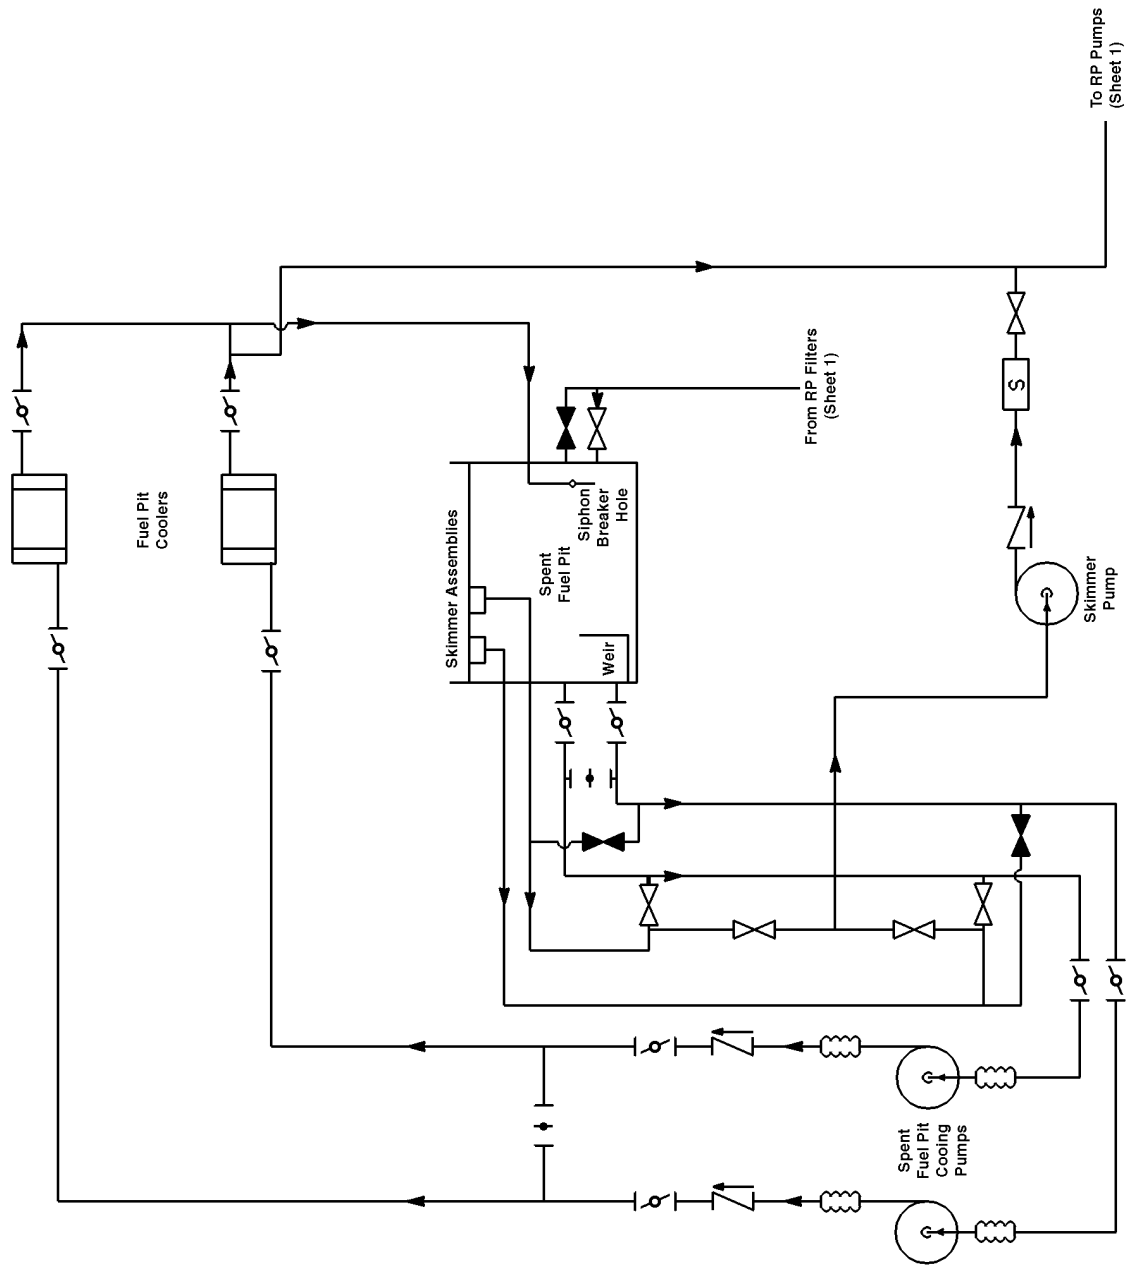 To RP Pumps
(Sheet 1)
From RP Filters
(Sheet 1)
Fuel Pit
Coolers
Skimmer Assemblies
Spent
Fuel Pit
Siphon
Breaker
Hole
Weir
S
Skimmer
Pump
Spent
Fuel Pit
Cooing
Pumps